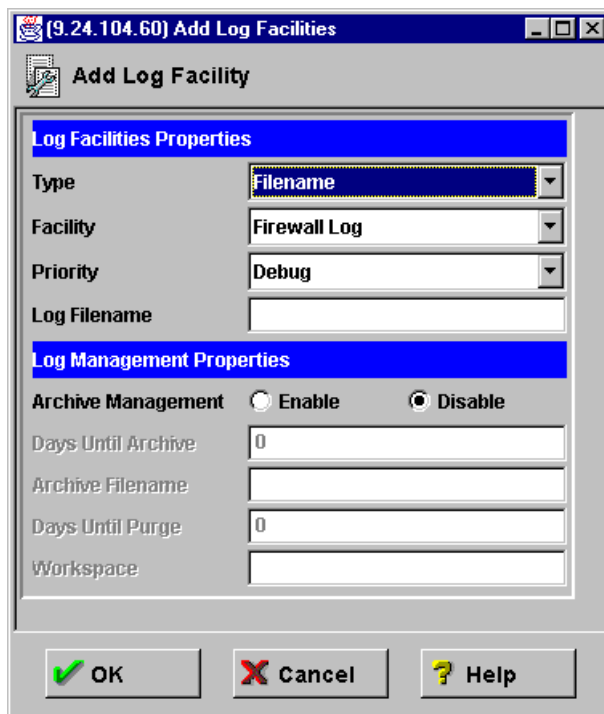 (9.24.104.60) Add Log Facilities
Add Log Facility
Log Facilities Properties
Type Filename
Facility Firewall Log
Priority Debug
Log Filename
Log Management Properties
Archive Management Enable Disable
Days Until Archive 0
Archive Filename
Days Until Purge 0
Workspace
OK Cancel Help